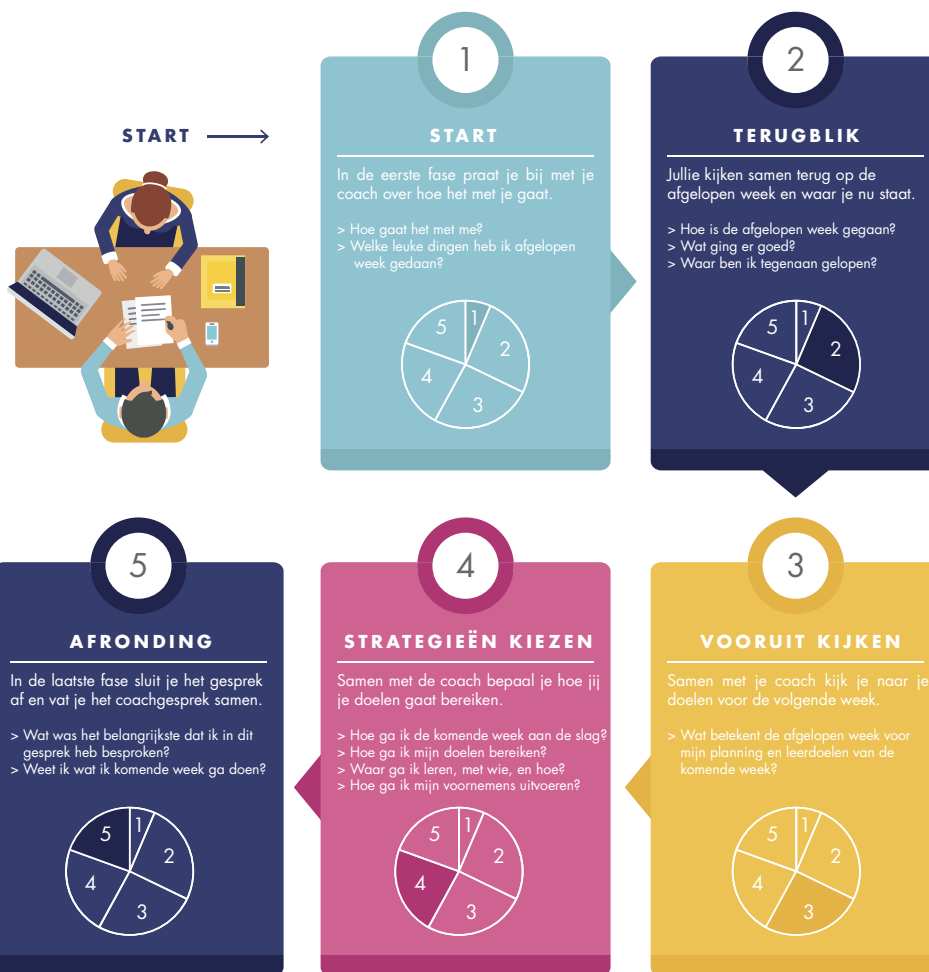 START
1
START
In de eerste fase praat je bij met je
coach over hoe het met je gaat.
> Hoe gaat het met me?
> Welke leuke dingen heb ik afgelopen
week gedaan?
1
2
3
4
5
2
TERUGBLIK
Jullie kijken samen terug op de
afgelopen week en waar je nu staat.
> Hoe is de afgelopen week gegaan?
> Wat ging er goed?
> Waar ben ik tegenaan gelopen?
1
2
3
4
5
3
VOORUIT KIJKEN
Samen met je coach kijk je naar je
doelen voor de volgende week.
> Wat betekent de afgelopen week voor
mijn planning en leerdoelen van de
komende week?
1
2
3
4
5
4
STRATEGIEËN KIEZEN
Samen met de coach bepaal je hoe jij
je doelen gaat bereiken.
> Hoe ga ik de komende week aan de slag?
> Hoe ga ik mijn doelen bereiken?
> Waar ga ik leren, met wie, en hoe?
> Hoe ga ik mijn voornemens uitvoeren?
1
2
3
4
5
5
AFRONDING
In de laatste fase sluit je het gesprek
af en vat je het coachgesprek samen.
> Wat was het belangrijkste dat ik in dit
gesprek heb besproken?
> Weet ik wat ik komende week ga doen?
1
2
3
4
5